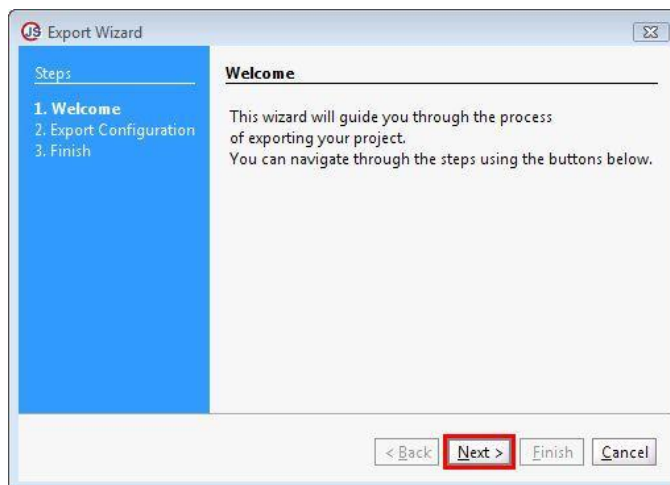 JS Export Wizard
Steps
1. Welcome
2. Export Configuration
3. Finish
Welcome
This wizard will guide you through the process
of exporting your project.
You can navigate through the steps using the buttons below.
< Back Next > Finish Cancel